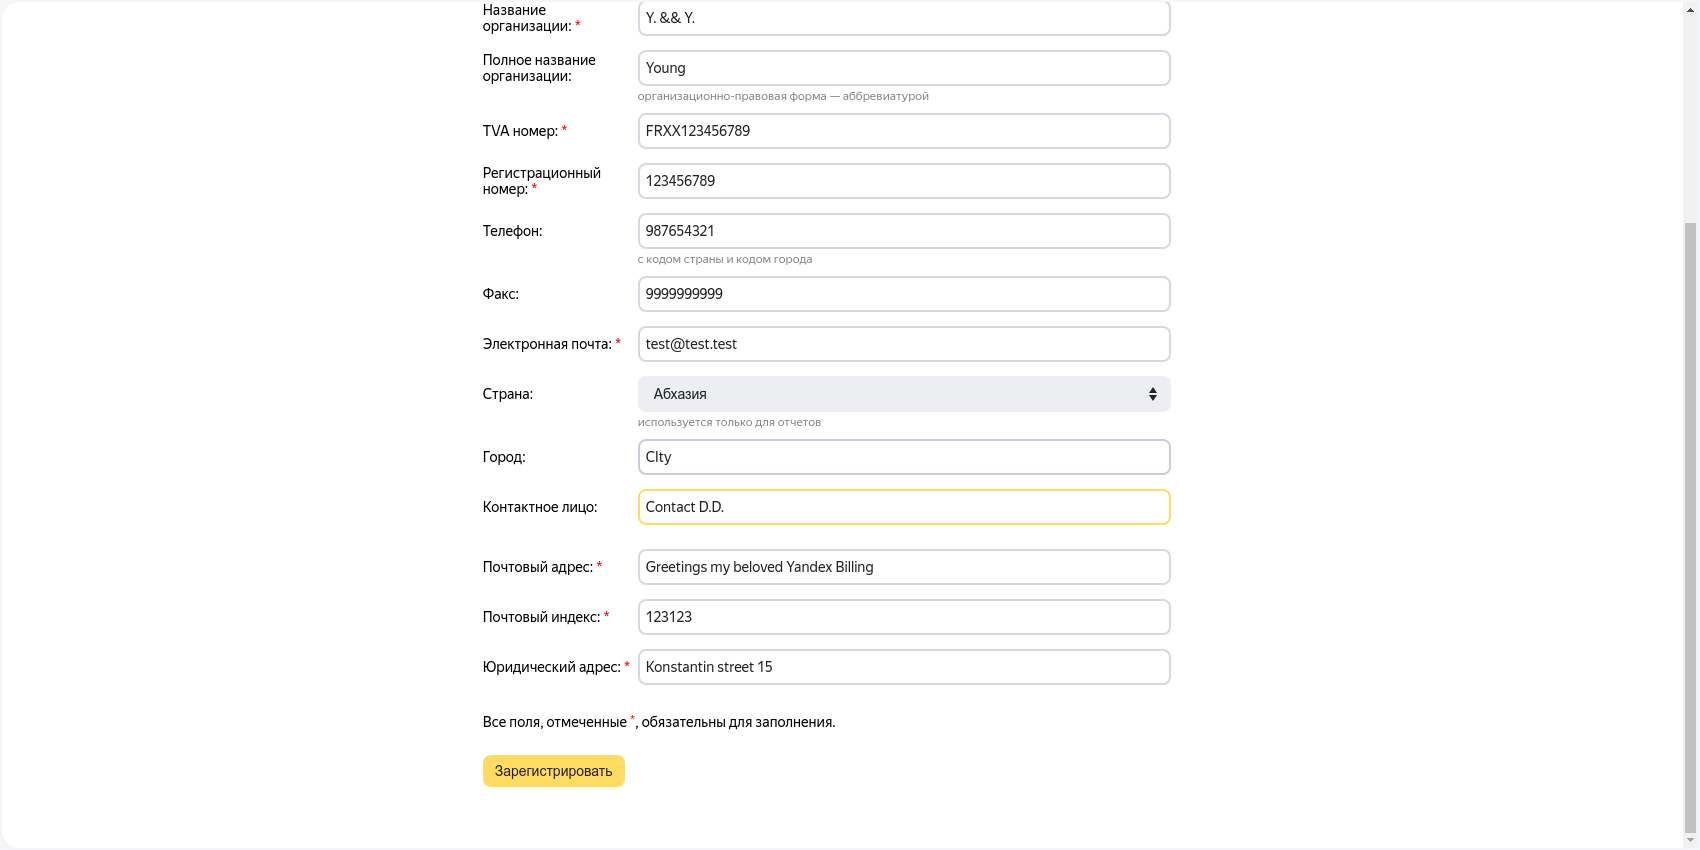 Название
организации: *
Y. && Y.
Полное название
организации:
Young
организационно-правовая форма — аббревиатурой
TVA номер: *
FRXX123456789
Регистрационный
номер: *
123456789
Телефон:
987654321
с кодом страны и кодом города
Факс:
9999999999
Электронная почта: *
test@test.test
Страна:
Абхазия
используется только для отчетов
Город:
CIty
Контактное лицо:
Contact D.D.
Почтовый адрес: *
Greetings my beloved Yandex Billing
Почтовый индекс: *
123123
Юридический адрес: *
Konstantin street 15
Все поля, отмеченные *, обязательны для заполнения.
Зарегистрировать